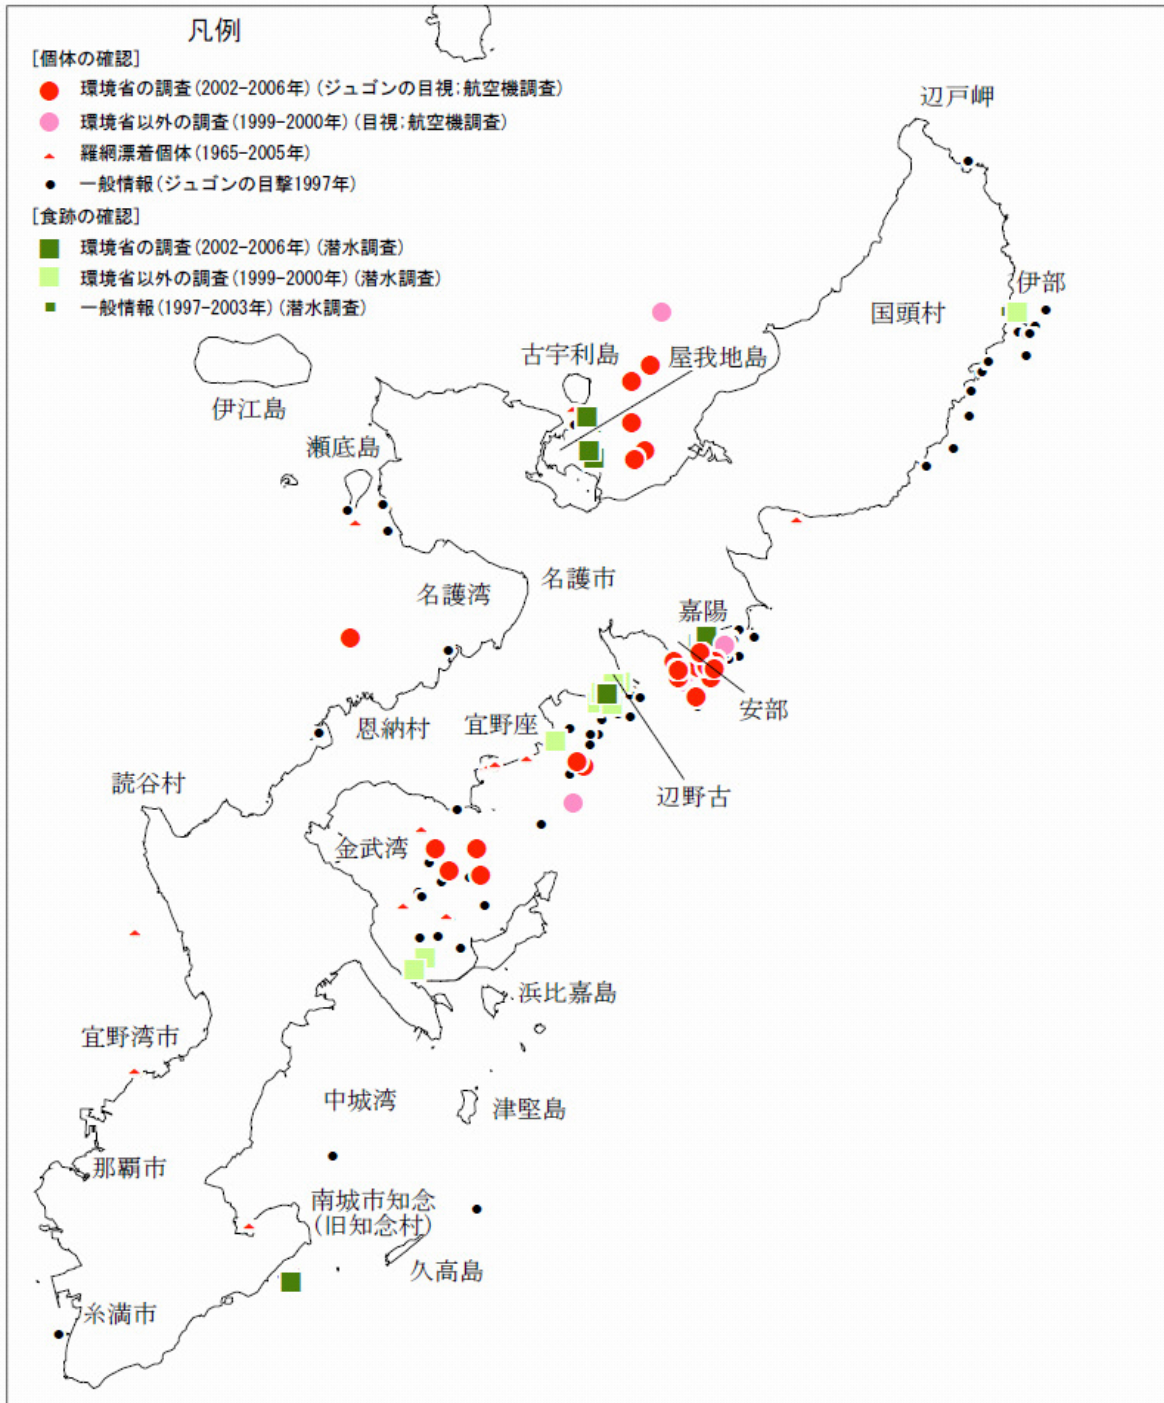 凡例
[個体の確認]
環境省の調査(2002-2006年)(ジュゴンの目視;航空機調査)
環境省以外の調査(1999-2000年)(目視;航空機調査)
羅網漂着個体(1965-2005年)
一般情報(ジュゴンの目撃1997年)
[食跡の確認]
環境省の調査(2002-2006年)(潜水調査)
環境省以外の調査(1999-2000年)(潜水調査)
一般情報(1997-2003年)(潜水調査)
辺戸岬
伊部
国頭村
古宇利島
屋我地島
伊江島
瀬底島
名護市
名護湾
嘉陽
安部
恩納村
宜野座
辺野古
読谷村
金武湾
浜比嘉島
宜野湾市
中城湾
津堅島
那覇市
南城市知念
(旧知念村)
久高島
糸満市